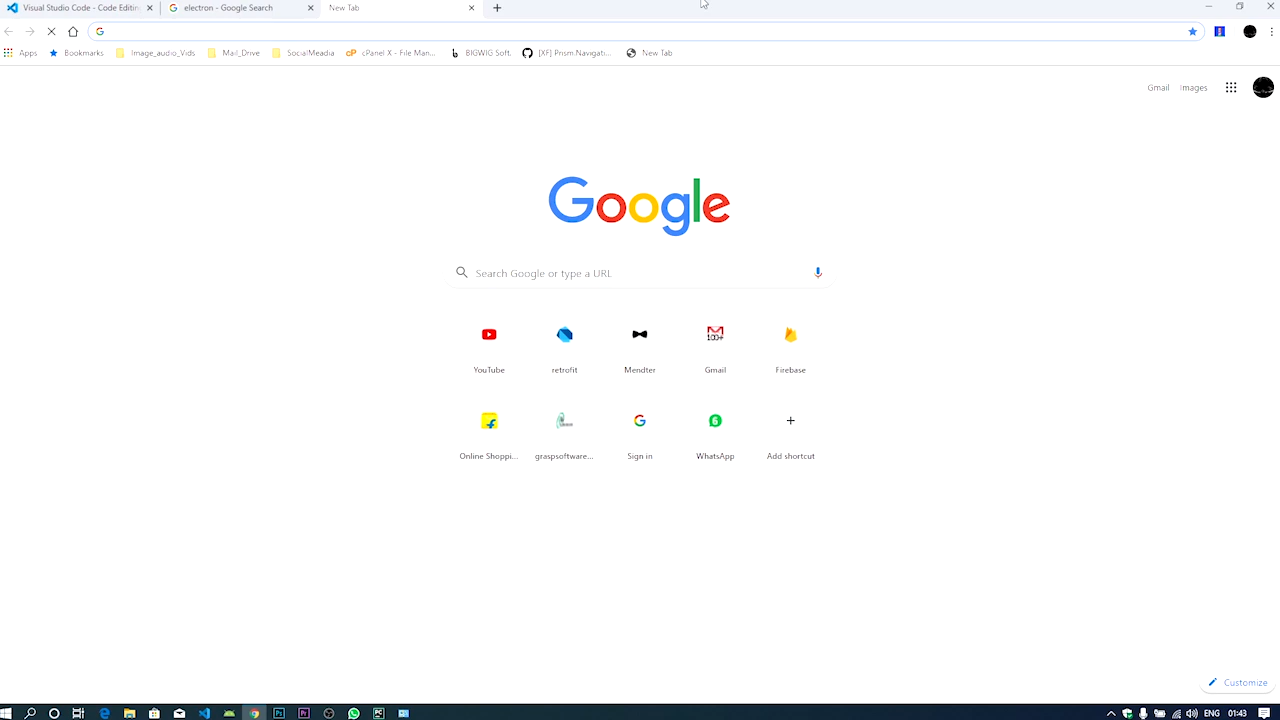 Visual Studio Code - Code Editin
electron - Google Search
New Tab
Apps
Bookmarks
Image_audio_Vids
Mail_Drive
SocialMeadia
cPanel X - File Man...
BIGWIG Soft.
[XF] Prism.Navigati...
New Tab
Gmail Images
Google
Search Google or type a URL
YouTube
retrofit
Mendter
Gmail
Firebase
Online Shoppi...
graspsoftware...
Sign in
WhatsApp
Add shortcut
Customize
ENG 01:43